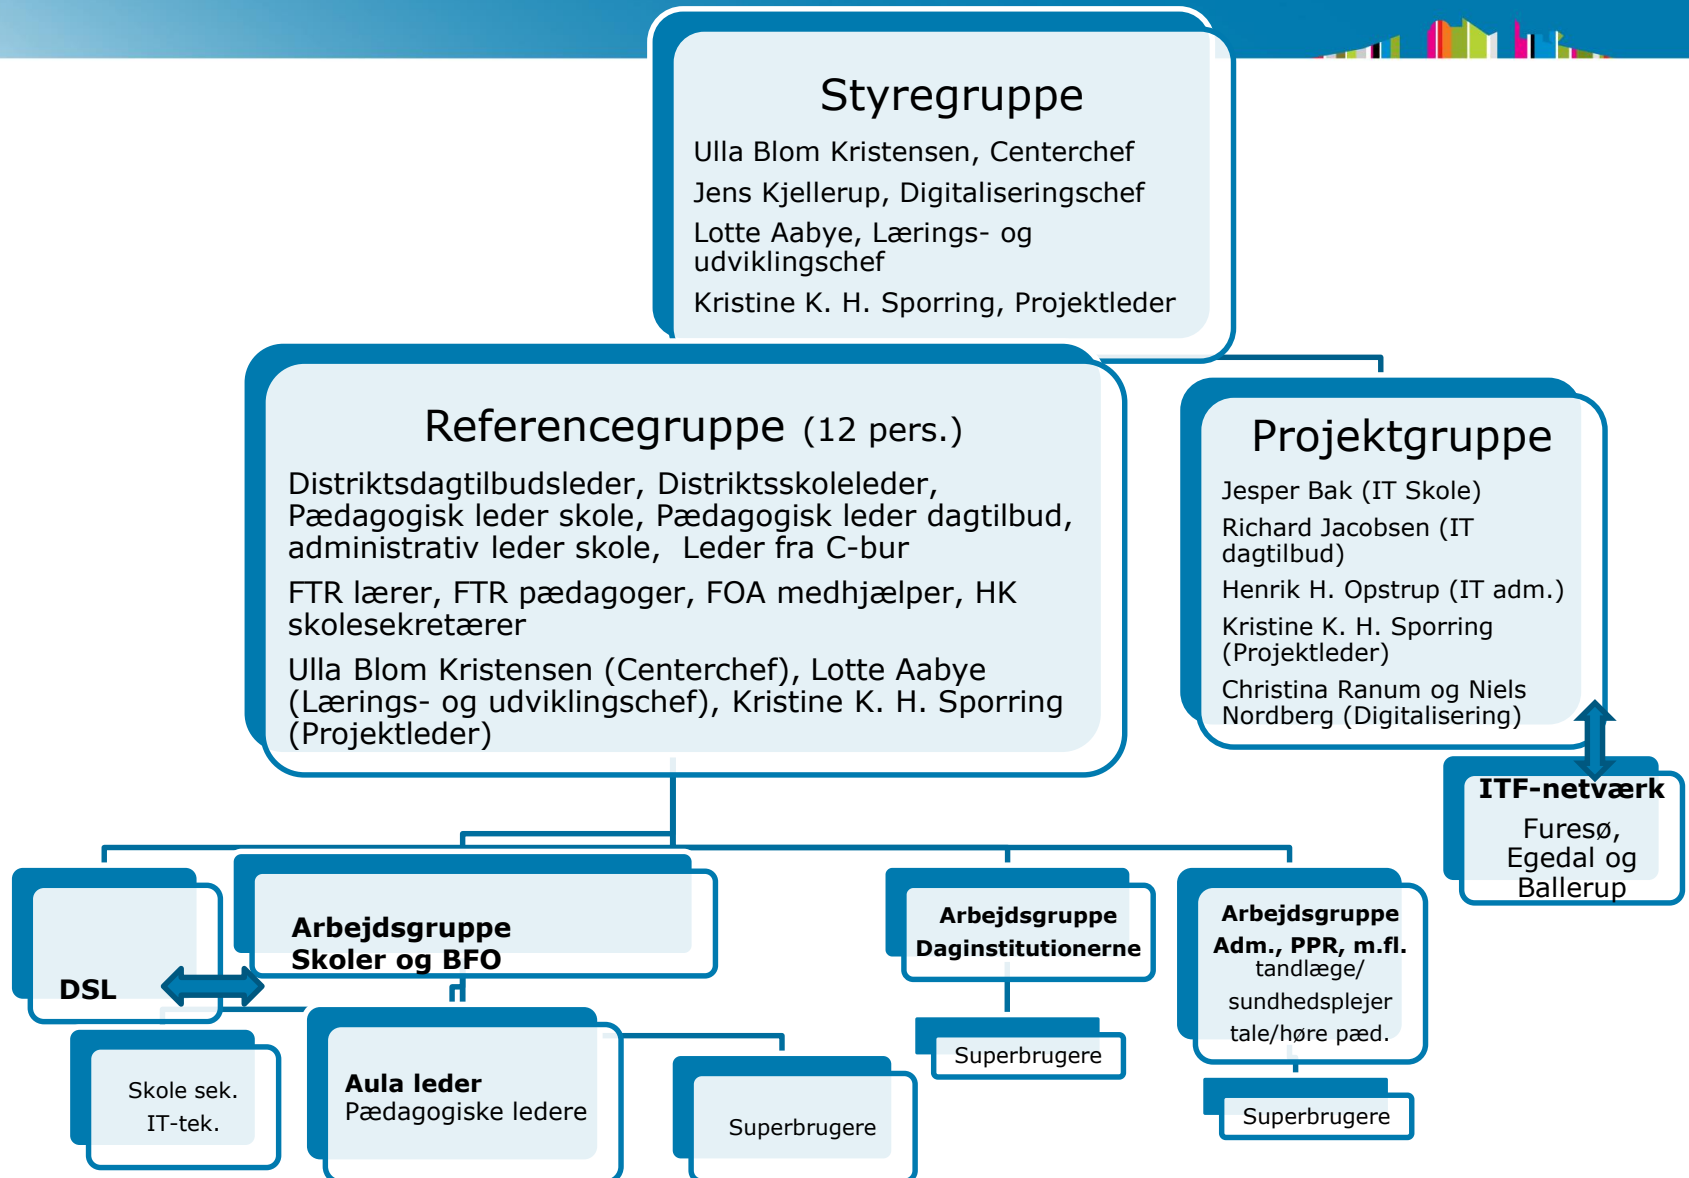 Styregruppe
Ulla Blom Kristensen, Centerchef
Jens Kjellerup, Digitaliseringschef
Lotte Aabye, Lærings- og
udviklingschef
Kristine K. H. Sporring, Projektleder
Referencegruppe (12 pers.)
Distriktsdagtilbudsleder, Distriktsskoleleder,
Pædagogisk leder skole, Pædagogisk leder dagtilbud,
administrativ leder skole, Leder fra C-bur
FTR lærer, FTR pædagoger, FOA medhjælper, HK
skolesekretærer
Ulla Blom Kristensen (Centerchef), Lotte Aabye
(Lærings- og udviklingschef), Kristine K. H. Sporring
(Projektleder)
Projektgruppe
Jesper Bak (IT Skole)
Richard Jacobsen (IT
dagtilbud)
Henrik H. Opstrup (IT adm.)
Kristine K. H. Sporring
(Projektleder)
Christina Ranum og Niels
Nordberg (Digitalisering)
ITF-netværk
Furesø,
Egedal og
Ballerup
DSL
Arbejdsgruppe
Skoler og BFO
Arbejdsgruppe
Daginstitutionerne
Arbejdsgruppe
Adm., PPR, m.fl.
tandlæge/
sundhedsplejer
tale/høre pæd.
Skole sek.
IT-tek.
Aula leder
Pædagogiske ledere
Superbrugere
Superbrugere
Superbrugere